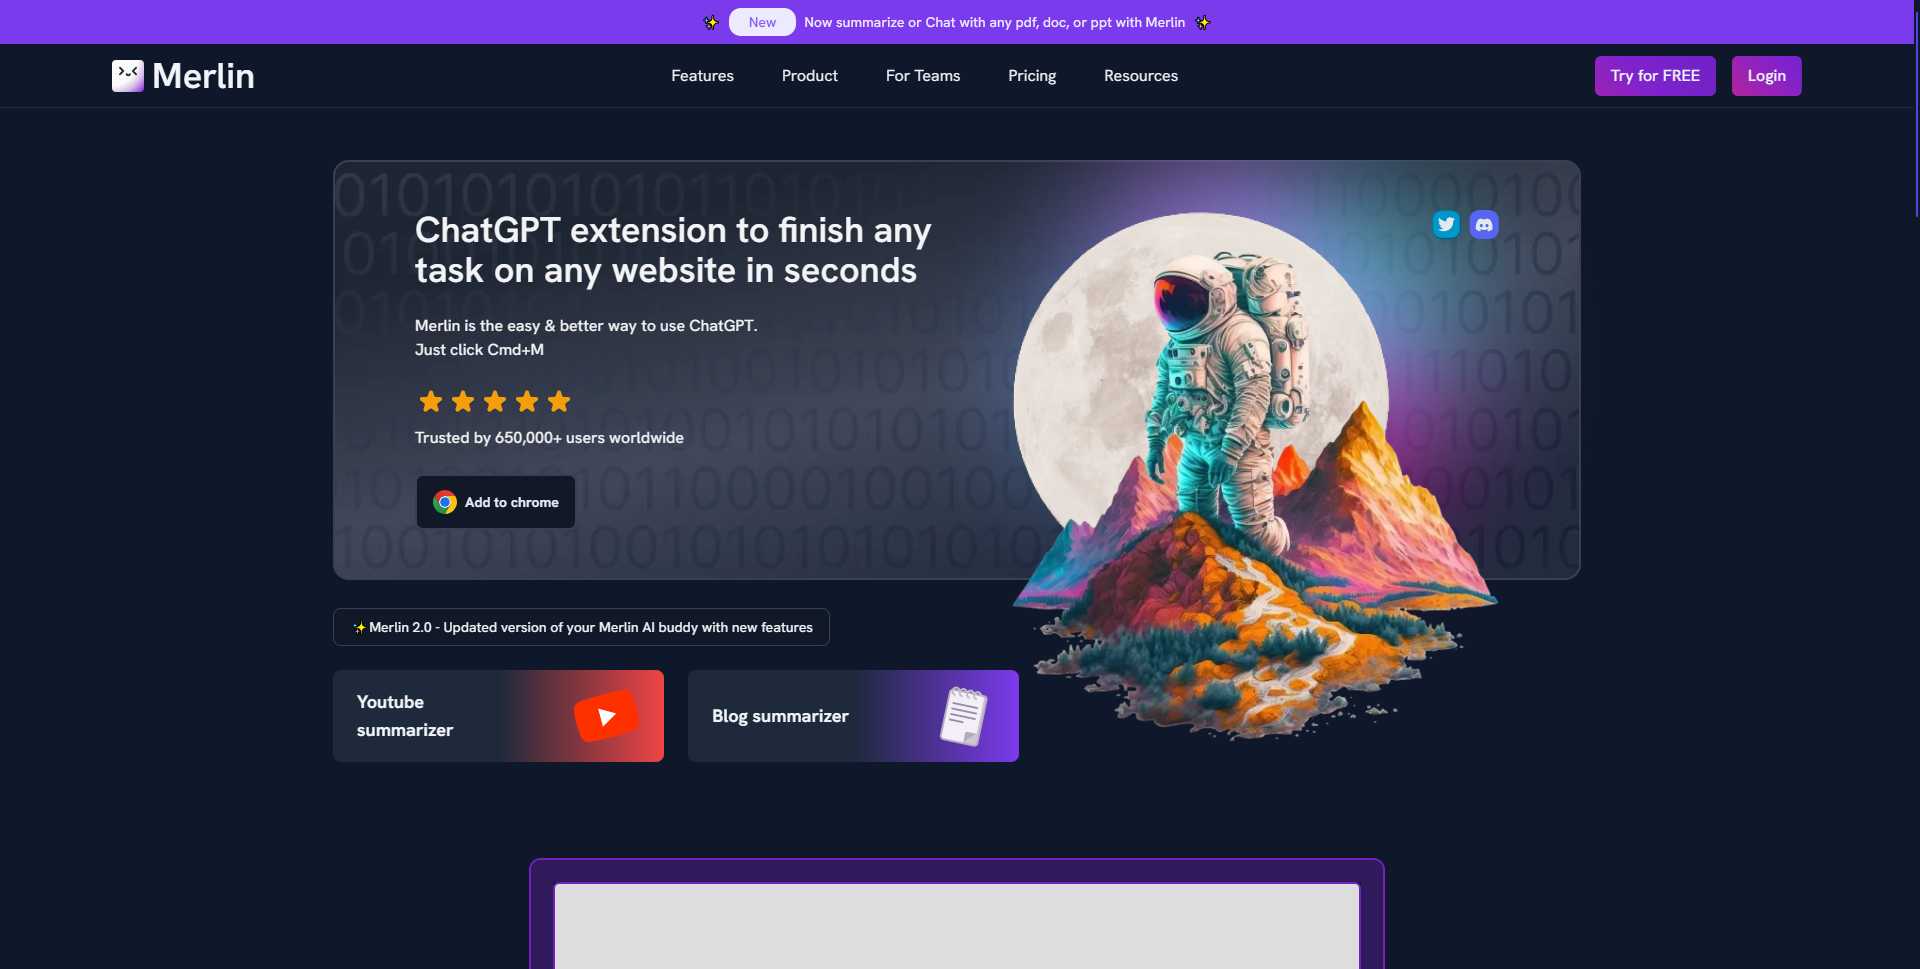 New
Now summarize or Chat with any pdf, doc, or ppt with Merlin
Merlin
Features
Product
For Teams
Pricing
Resources
Try for FREE
Login
ChatGPT extension to finish any
task on any website in seconds
Merlin is the easy & better way to use ChatGPT.
Just click Cmd+M
Trusted by 650,000+ users worldwide
Add to chrome
Merlin 2.0 - Updated version of your Merlin AI buddy with new features
Youtube
summarizer
Blog summarizer